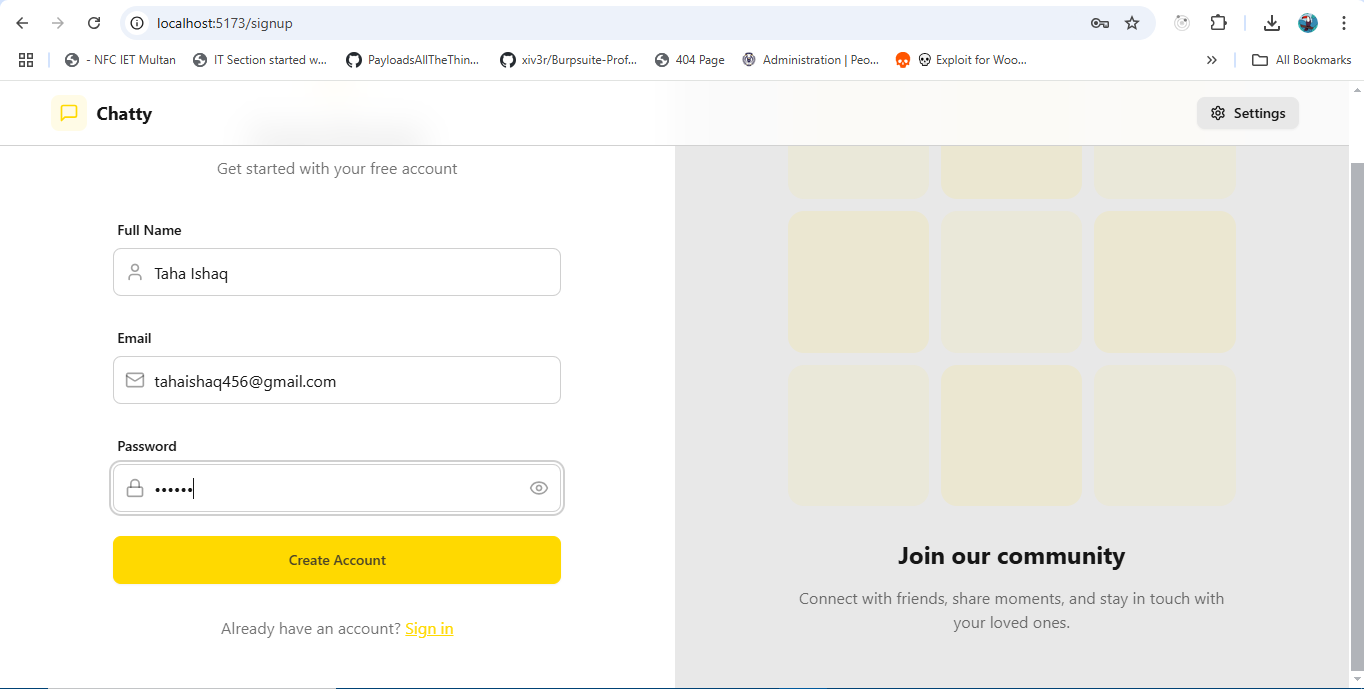 localhost:5173/signup
- NFC IET Multan
IT Section started w...
PayloadsAllTheThin...
xiv3r/Burpsuite-Prof...
404 Page
Administration | Peo...
Exploit for Woo...
All Bookmarks
Chatty
Settings
Get started with your free account
Full Name
Taha Ishaq
Email
tahaishaq456@gmail.com
Password
••••••
Create Account
Already have an account? Sign in
Join our community
Connect with friends, share moments, and stay in touch with
your loved ones.